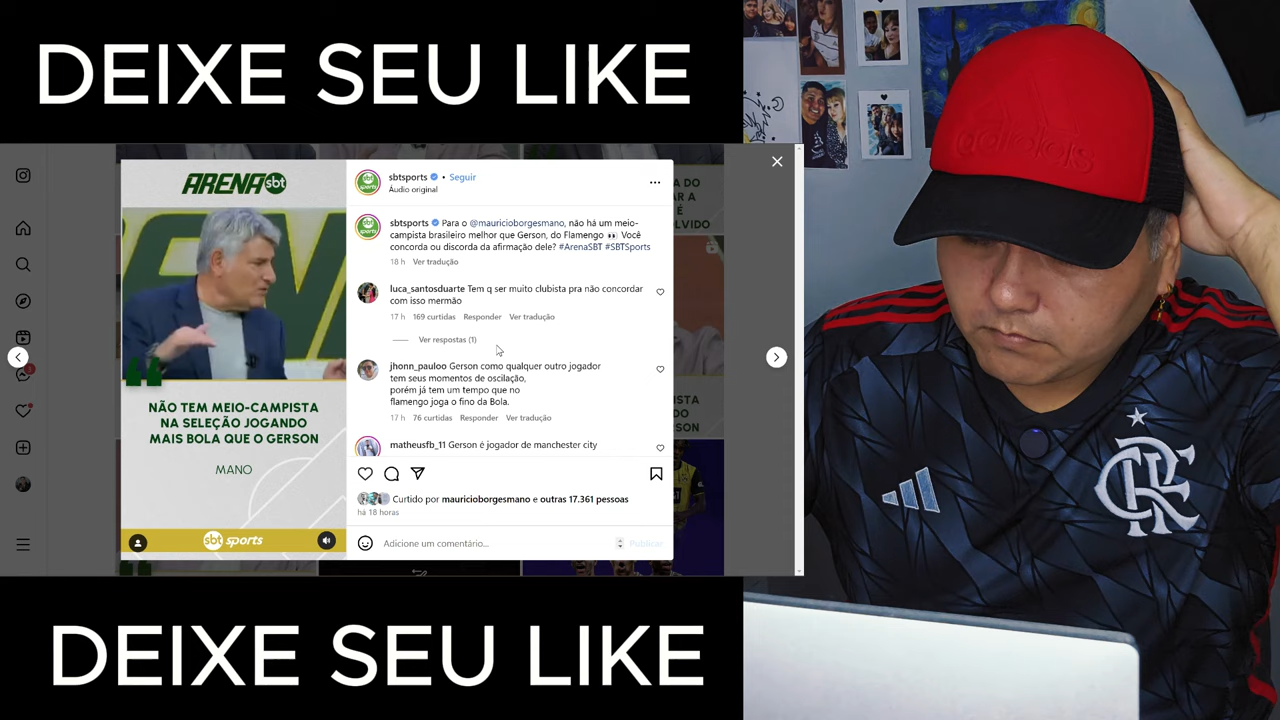 DEIXE SEU LIKE
ARENA sbt
NÃO TEM MEIO-CAMPISTA
NA SELEÇÃO JOGANDO
MAIS BOLA QUE O GERSON
MANO
sbt sports
sbtsports • Seguir
Áudio original
sbtsports Para o @mauricioborgesmano, não há um meio-
campista brasileiro melhor que Gerson, do Flamengo 👀 Você
concorda ou discorda da afirmação dele? #ArenaSBT #SBTSports
18 h Ver tradução
luca_santosduarte Tem q ser muito clubista pra não concordar
com isso mermão
17 h 169 curtidas Responder Ver tradução
Ver respostas (1)
jhonn_pauloo Gerson como qualquer outro jogador
tem seus momentos de oscilação,
porém já tem um tempo que no
flamengo joga o fino da Bola.
17 h 76 curtidas Responder Ver tradução
matheusfb_11 Gerson é jogador de manchester city
Curtido por mauricioborgesmano e outras 17.361 pessoas
há 18 horas
Adicione um comentário...
Publicar
DEIXE SEU LIKE
adidas
CRF